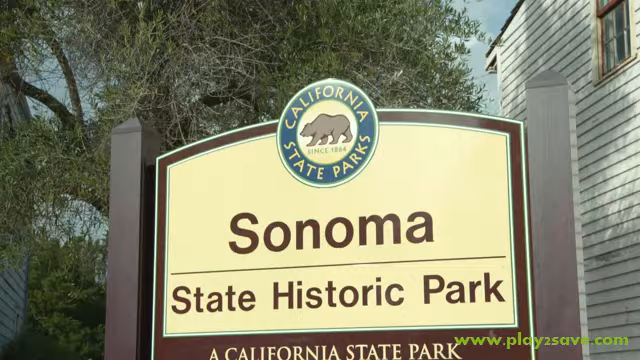 CALIFORNIA
SINCE 1864
STATE PARKS
Sonoma
State Historic Park
A CALIFORNIA STATE PARK
www.play2save.com